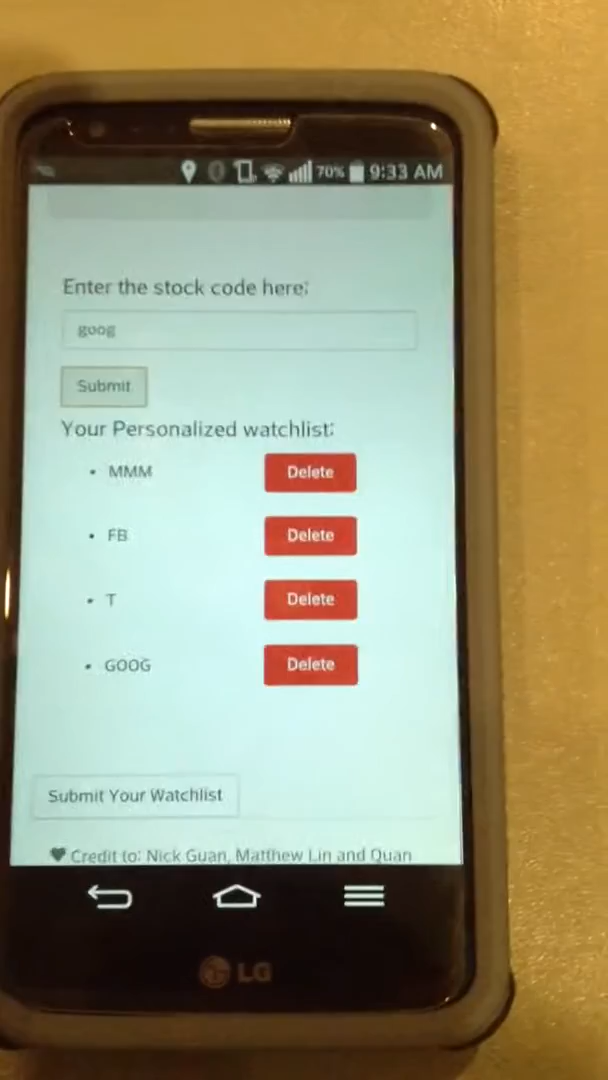 70% 9:33 AM
Enter the stock code here:
goog
Submit
Your Personalized watchlist:
• MMM Delete
• FB Delete
• T Delete
• GOOG Delete
Submit Your Watchlist
♥ Credit to: Nick Guan, Matthew Lin and Quan
LG